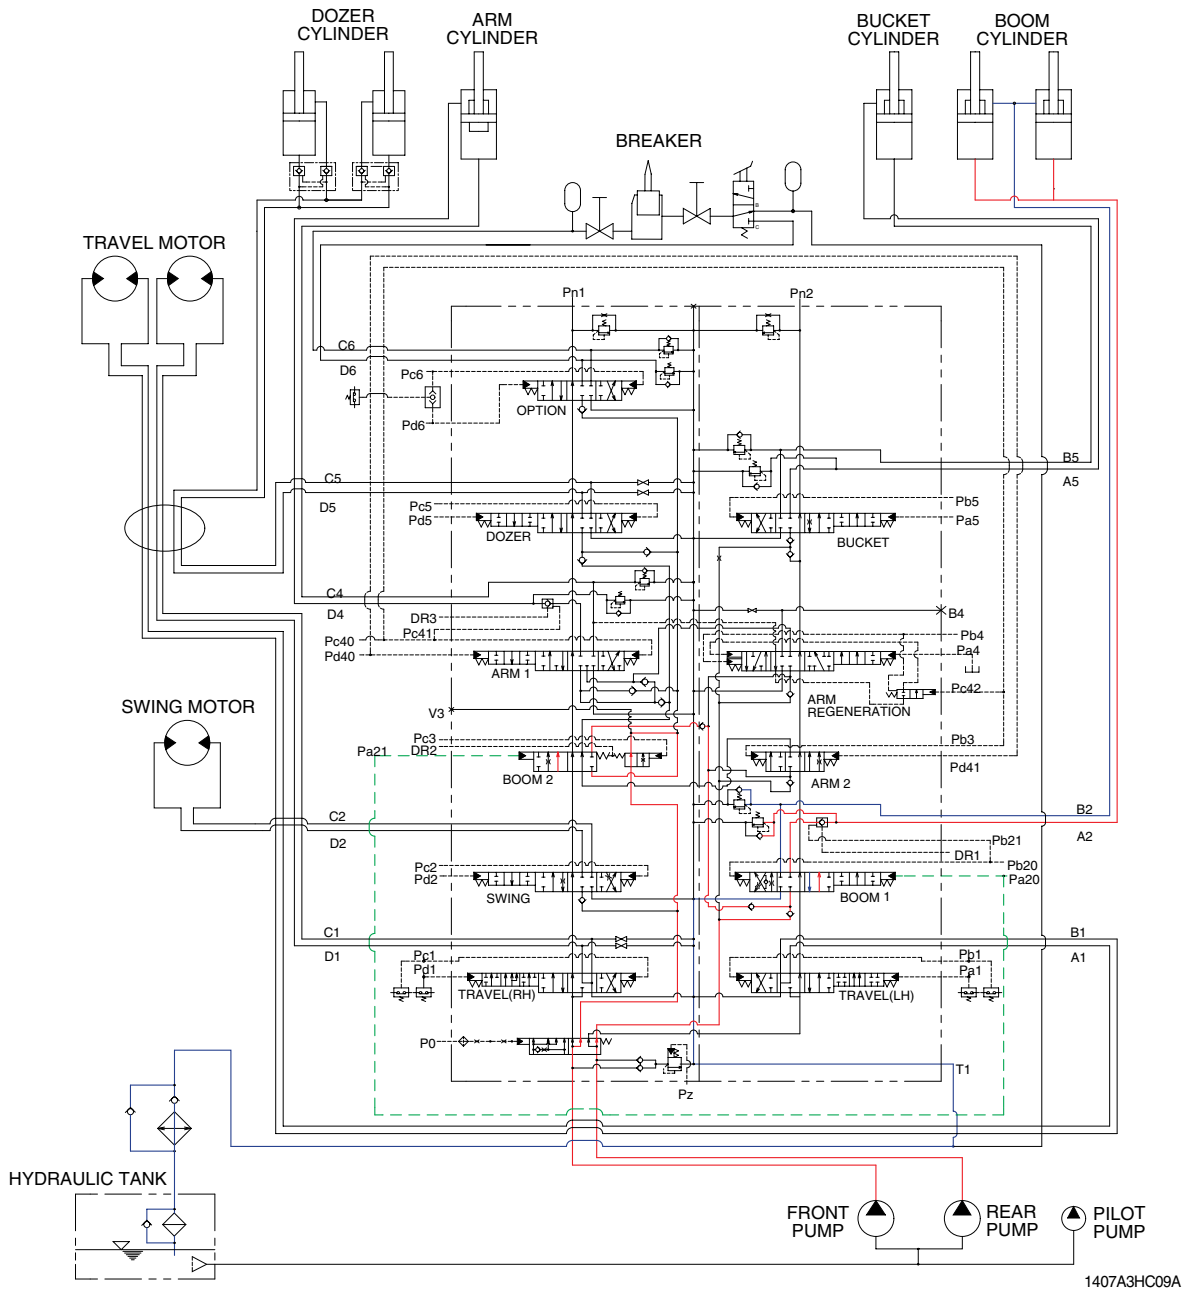 DOZER
CYLINDER
ARM
CYLINDER
BUCKET
CYLINDER
BOOM
CYLINDER
BREAKER
B
C
TRAVEL MOTOR
Pn1
Pn2
C6
D6
Pc6
OPTION
Pd6
B5
A5
C5
D5
Pc5
Pd5
DOZER
Pb5
Pa5
BUCKET
C4
D4
DR3
Pc41
Pc40
Pd40
ARM 1
B4
Pb4
Pa4
Pc42
ARM
REGENERATION
SWING MOTOR
V3
Pc3
DR2
Pa21
BOOM 2
Pb3
Pd41
ARM 2
C2
D2
B2
A2
Pb21
DR1
Pc2
Pd2
SWING
Pb20
Pa20
BOOM 1
C1
D1
B1
A1
Pc1
Pd1
TRAVEL(RH)
Pb1
Pa1
TRAVEL(LH)
P0
T1
Pz
HYDRAULIC TANK
FRONT
PUMP
REAR
PUMP
PILOT
PUMP
1407A3HC09A